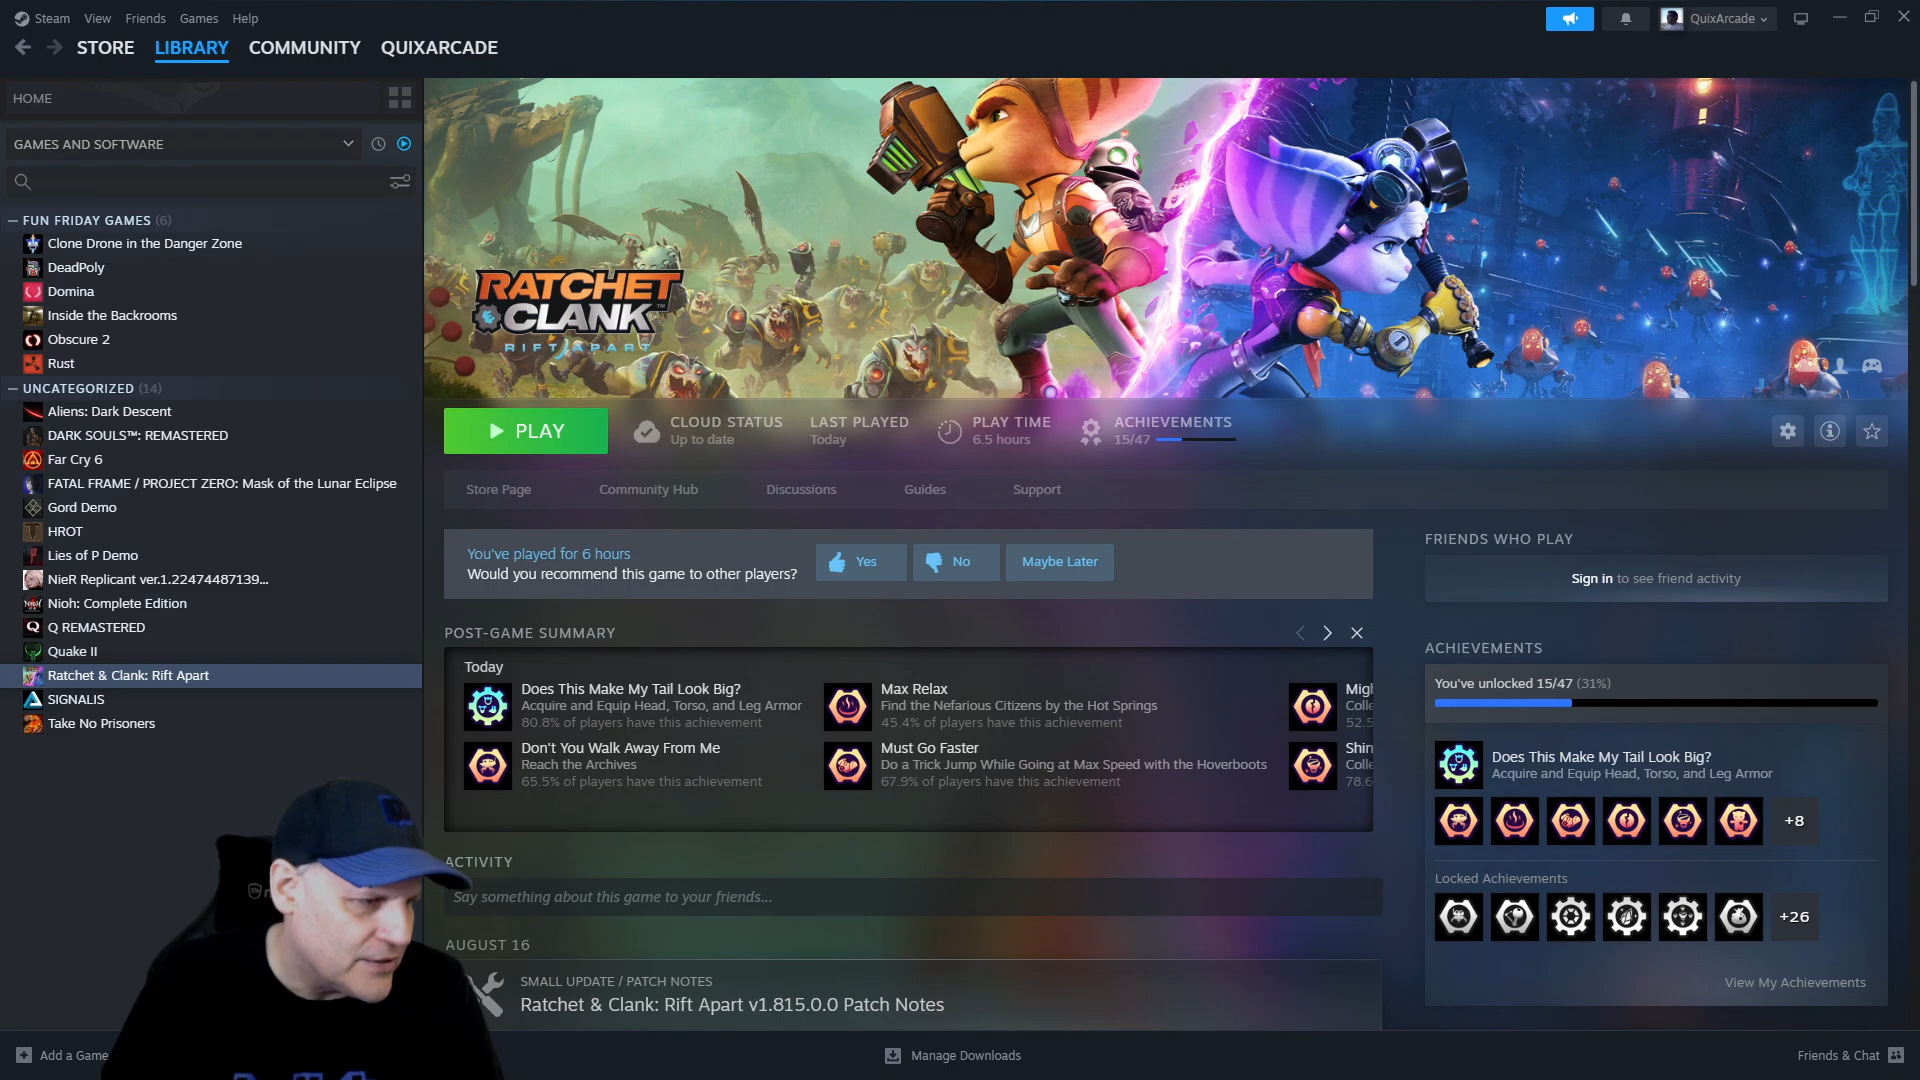 Steam View Friends Games Help
QuixArcade
STORE LIBRARY COMMUNITY QUIXARCADE
HOME
GAMES AND SOFTWARE
FUN FRIDAY GAMES (6)
Clone Drone in the Danger Zone
DeadPoly
Domina
Inside the Backrooms
Obscure 2
Rust
UNCATEGORIZED (14)
Aliens: Dark Descent
DARK SOULS™: REMASTERED
Far Cry 6
FATAL FRAME / PROJECT ZERO: Mask of the Lunar Eclipse
Gord Demo
HROT
Lies of P Demo
NieR Replicant ver.1.22474487139...
Nioh: Complete Edition
Q REMASTERED
Quake II
Ratchet & Clank: Rift Apart
SIGNALIS
Take No Prisoners
RATCHET
CLANK
RIFT APART
PLAY
CLOUD STATUS
Up to date
LAST PLAYED
Today
PLAY TIME
6.5 hours
ACHIEVEMENTS
15/47
Store Page Community Hub Discussions Guides Support
You've played for 6 hours
Would you recommend this game to other players?
Yes No Maybe Later
POST-GAME SUMMARY
Today
Does This Make My Tail Look Big?
Acquire and Equip Head, Torso, and Leg Armor
80.8% of players have this achievement
Max Relax
Find the Nefarious Citizens by the Hot Springs
45.4% of players have this achievement
Migh
Colle
52.5
Don't You Walk Away From Me
Reach the Archives
65.5% of players have this achievement
Must Go Faster
Do a Trick Jump While Going at Max Speed with the Hoverboots
67.9% of players have this achievement
Shin
Colle
78.6
ACTIVITY
Say something about this game to your friends...
AUGUST 16
SMALL UPDATE / PATCH NOTES
Ratchet & Clank: Rift Apart v1.815.0.0 Patch Notes
FRIENDS WHO PLAY
Sign in to see friend activity
ACHIEVEMENTS
You've unlocked 15/47 (31%)
Does This Make My Tail Look Big?
Acquire and Equip Head, Torso, and Leg Armor
+8
Locked Achievements
+26
View My Achievements
Add a Game
Manage Downloads
Friends & Chat